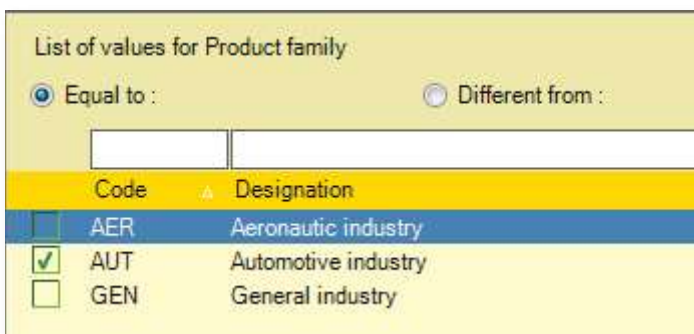 List of values for Product family
Equal to : Different from :
Code Designation
AER Aeronautic industry
AUT Automotive industry
GEN General industry